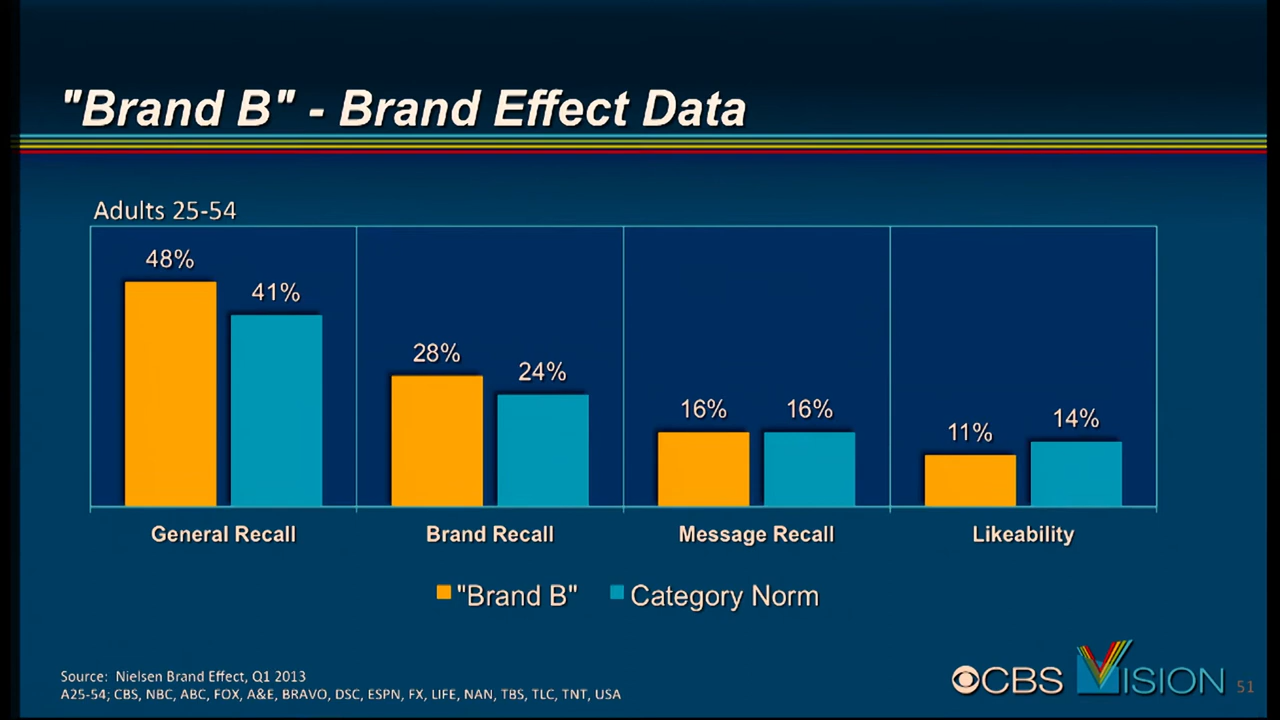 "Brand B" - Brand Effect Data
Adults 25-54
48%
41%
28%
24%
16%
16%
11%
14%
General Recall
Brand Recall
Message Recall
Likeability
"Brand B"
Category Norm
Source: Nielsen Brand Effect, Q1 2013
A25-54; CBS, NBC, ABC, FOX, A&E, BRAVO, DSC, ESPN, FX, LIFE, NAN, TBS, TLC, TNT, USA
CBS VISION
51